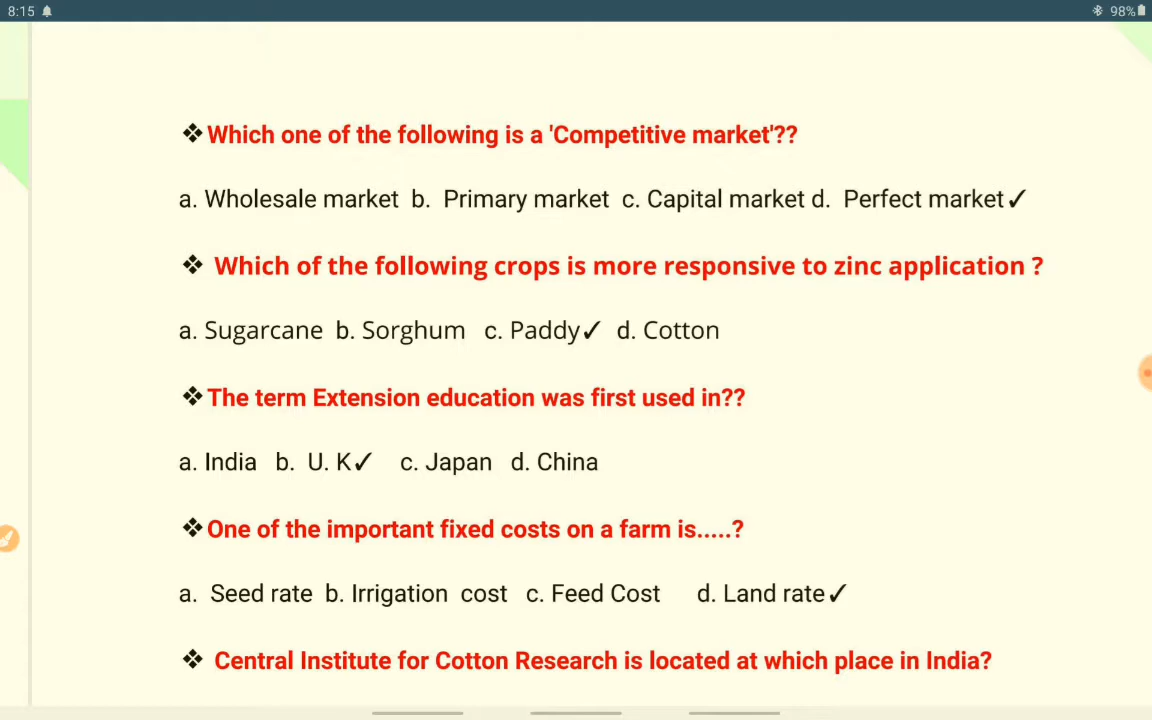 8:15 98%
❖Which one of the following is a 'Competitive market'??
a. Wholesale market b. Primary market c. Capital market d. Perfect market✓
❖ Which of the following crops is more responsive to zinc application ?
a. Sugarcane b. Sorghum c. Paddy✓ d. Cotton
❖The term Extension education was first used in??
a. India b. U. K✓ c. Japan d. China
❖One of the important fixed costs on a farm is.....?
a. Seed rate b. Irrigation cost c. Feed Cost d. Land rate✓
❖ Central Institute for Cotton Research is located at which place in India?